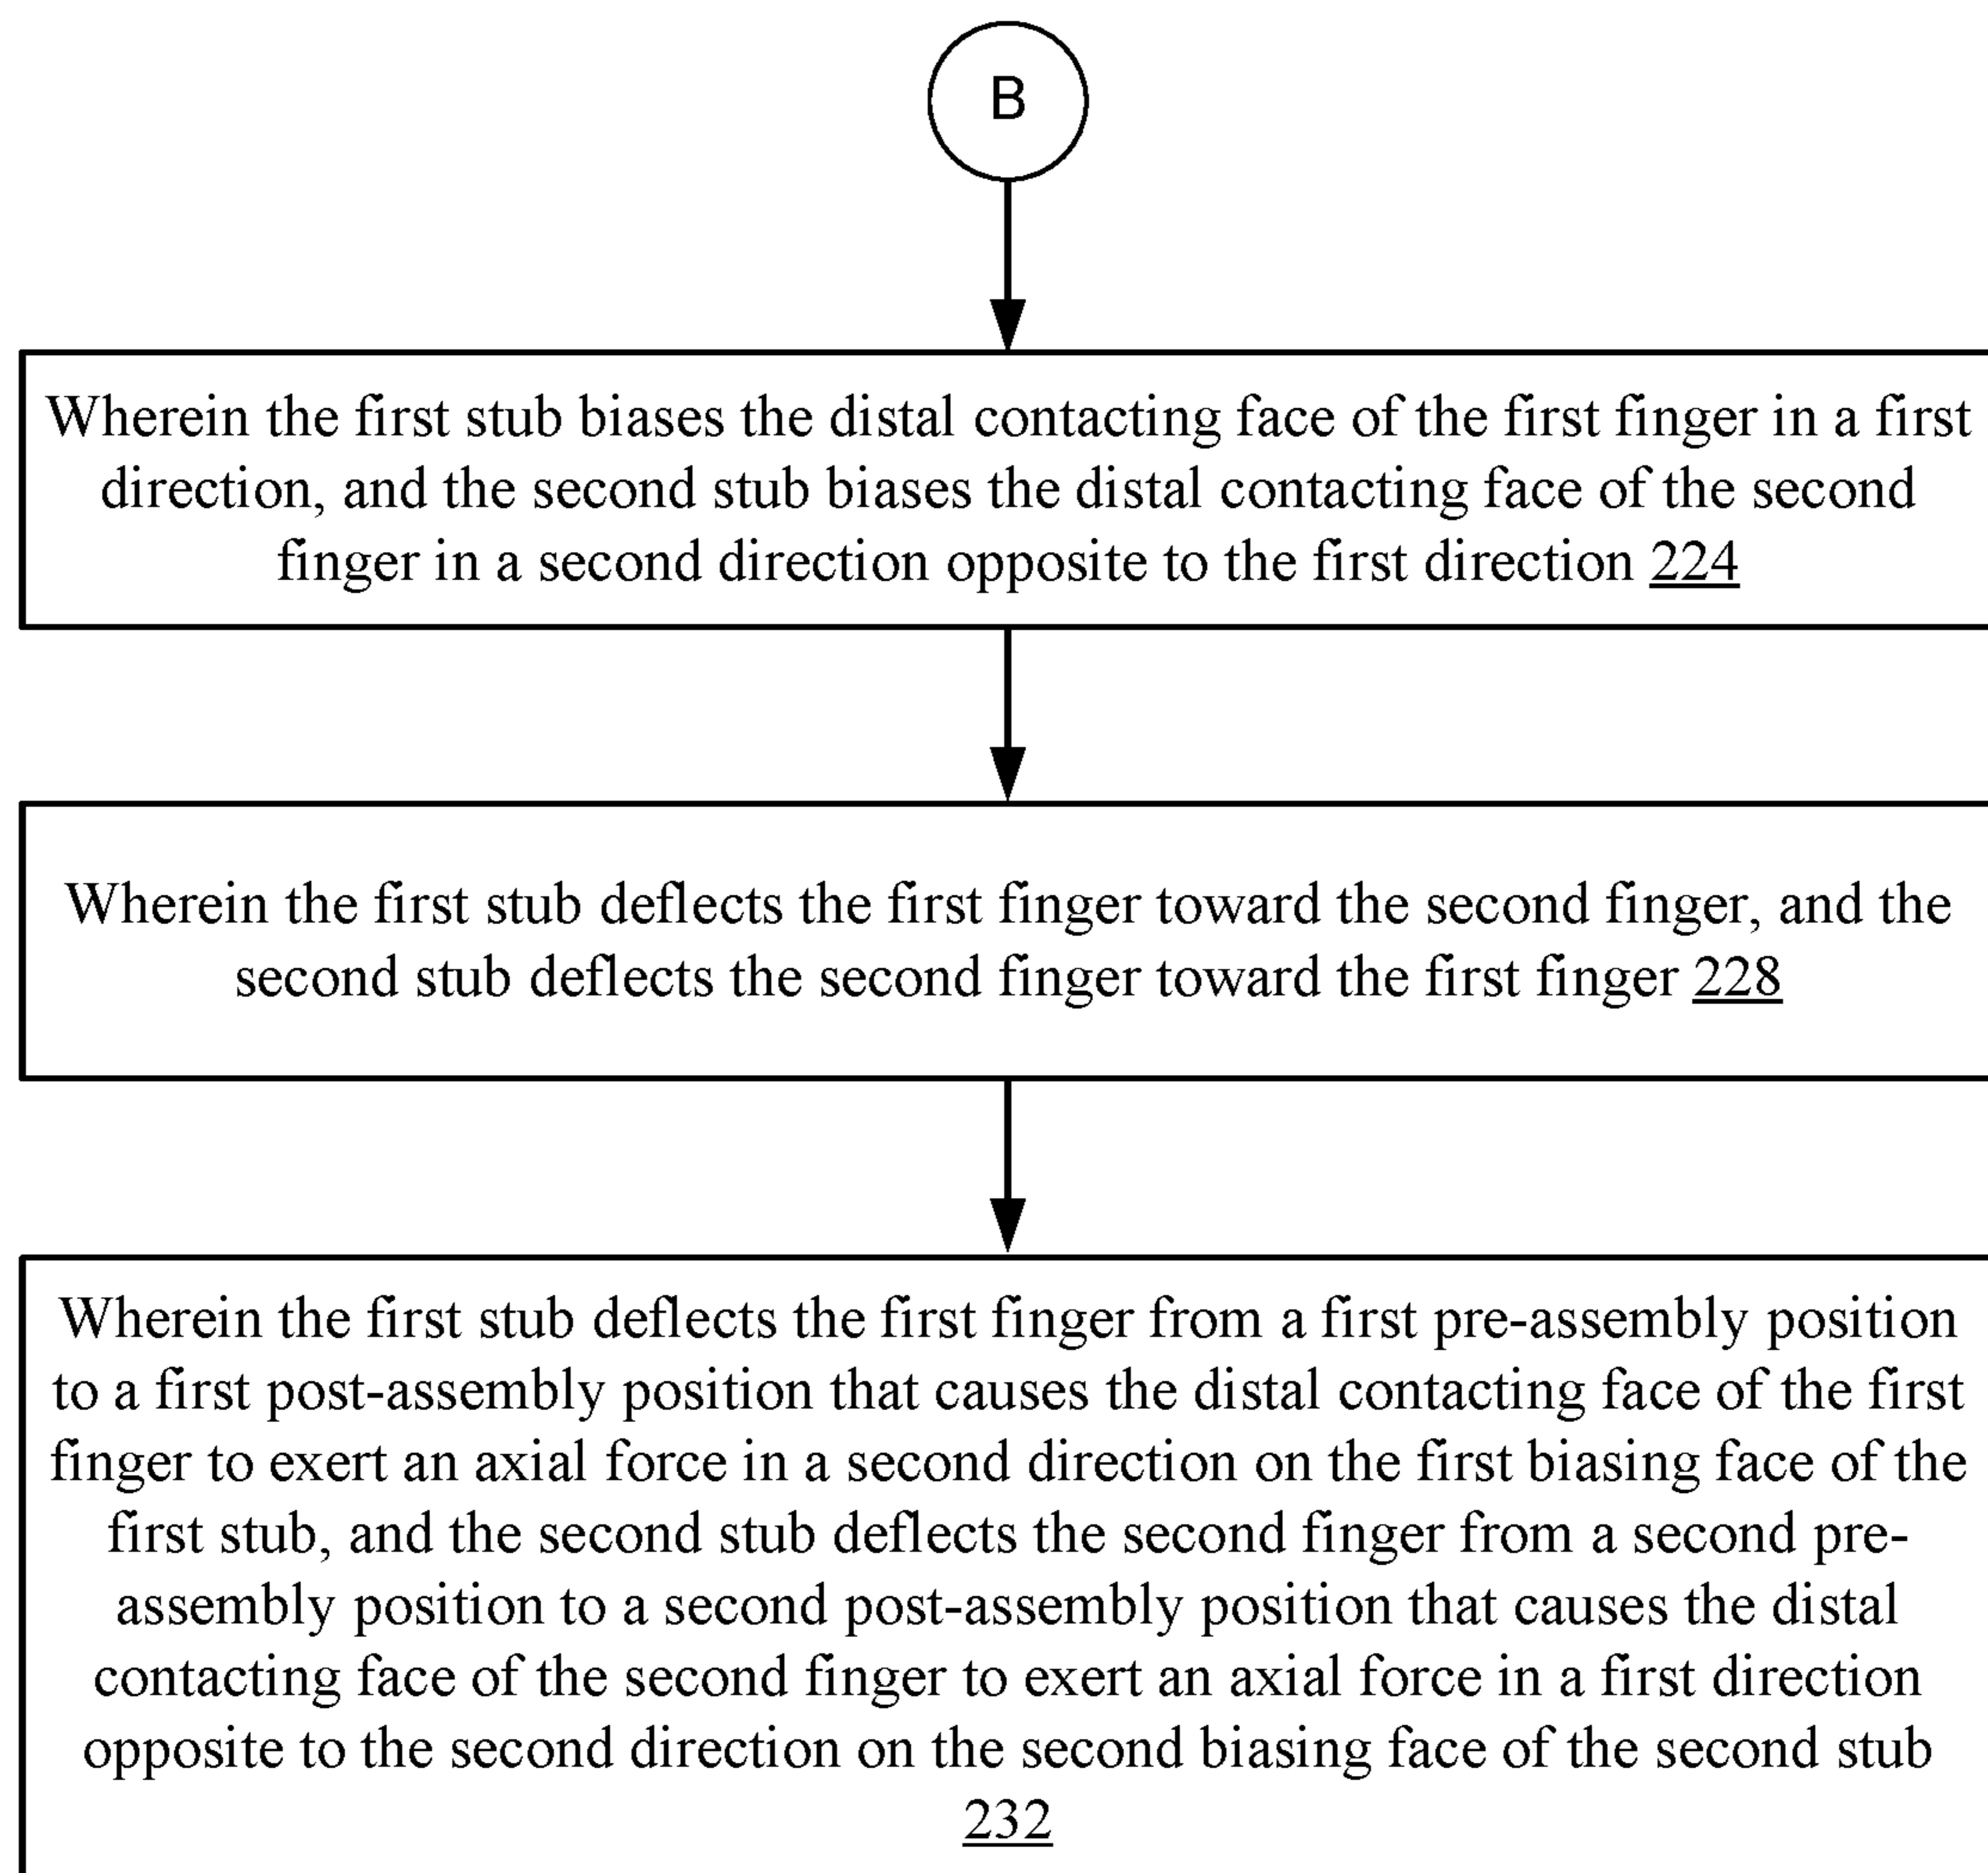 B
Wherein the first stub biases the distal contacting face of the first finger in a first
direction, and the second stub biases the distal contacting face of the second
finger in a second direction opposite to the first direction 224
Wherein the first stub deflects the first finger toward the second finger, and the
second stub deflects the second finger toward the first finger 228
Wherein the first stub deflects the first finger from a first pre-assembly position
to a first post-assembly position that causes the distal contacting face of the first
finger to exert an axial force in a second direction on the first biasing face of the
first stub, and the second stub deflects the second finger from a second pre-
assembly position to a second post-assembly position that causes the distal
contacting face of the second finger to exert an axial force in a first direction
opposite to the second direction on the second biasing face of the second stub
232